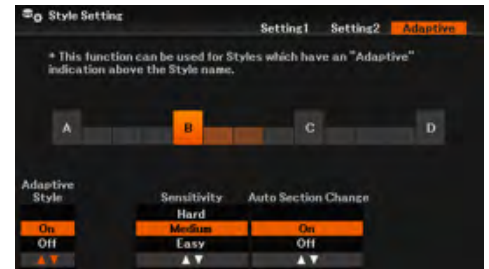 Style Setting
Setting1 Setting2 Adaptive
* This function can be used for Styles which have an "Adaptive"
indication above the Style name.
A B C D
Adaptive
Style Sensitivity Auto Section Change
Hard
On Medium On
Off Easy Off